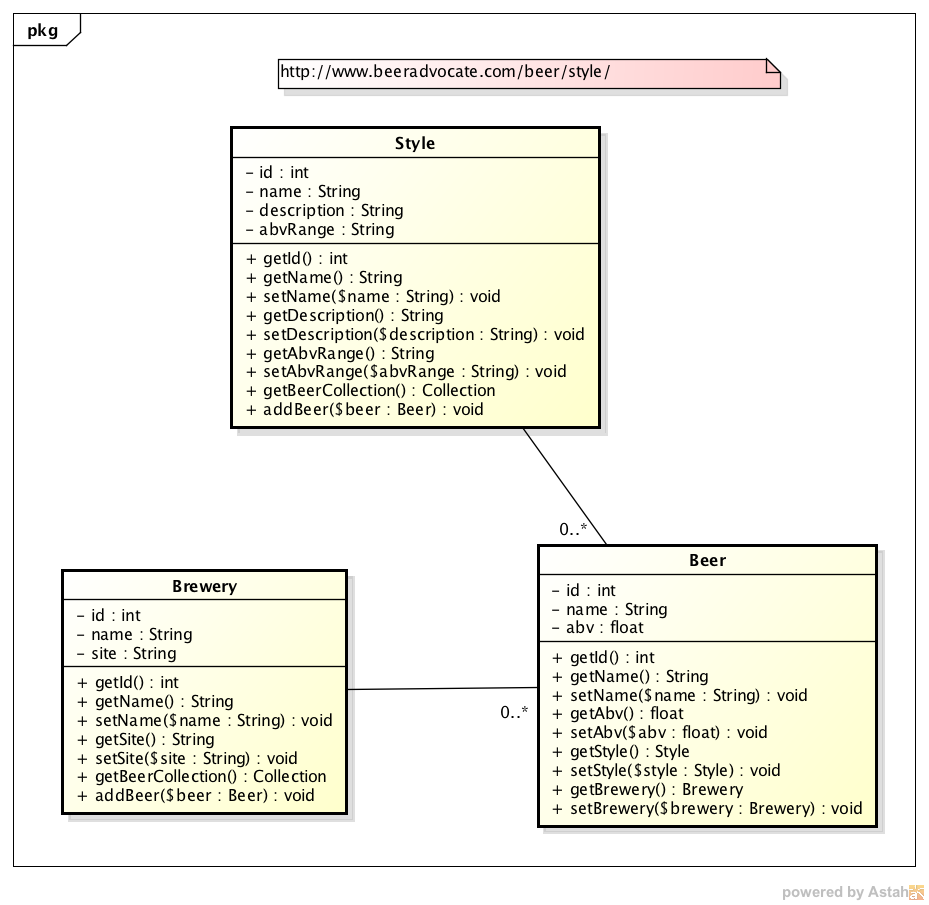 pkg
http://www.beeradvocate.com/beer/style/
Style
- id : int
- name : String
- description : String
- abvRange : String
+ getId() : int
+ getName() : String
+ setName($name : String) : void
+ getDescription() : String
+ setDescription($description : String) : void
+ getAbvRange() : String
+ setAbvRange($abvRange : String) : void
+ getBeerCollection() : Collection
+ addBeer($beer : Beer) : void
0..*
Brewery
- id : int
- name : String
- site : String
+ getId() : int
+ getName() : String
+ setName($name : String) : void
+ getSite() : String
+ setSite($site : String) : void
+ getBeerCollection() : Collection
+ addBeer($beer : Beer) : void
0..*
Beer
- id : int
- name : String
- abv : float
+ getId() : int
+ getName() : String
+ setName($name : String) : void
+ getAbv() : float
+ setAbv($abv : float) : void
+ getStyle() : Style
+ setStyle($style : Style) : void
+ getBrewery() : Brewery
+ setBrewery($brewery : Brewery) : void
powered by Astah